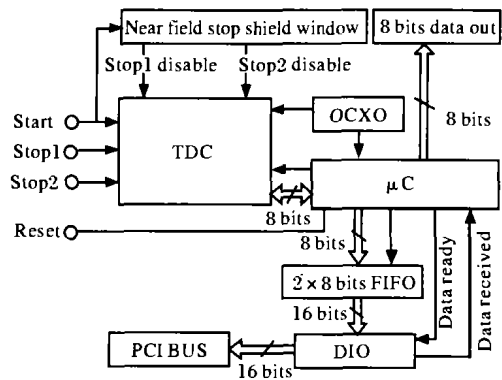 Near field stop shield window
8 bits data out
Stop1 disable
Stop2 disable
Start
OCXO
8 bits
TDC
Stop1
μC
Stop2
8 bits
Reset
8 bits
Data ready
Data received
2×8 bits FIFO
16 bits
PCI BUS
DIO
16 bits